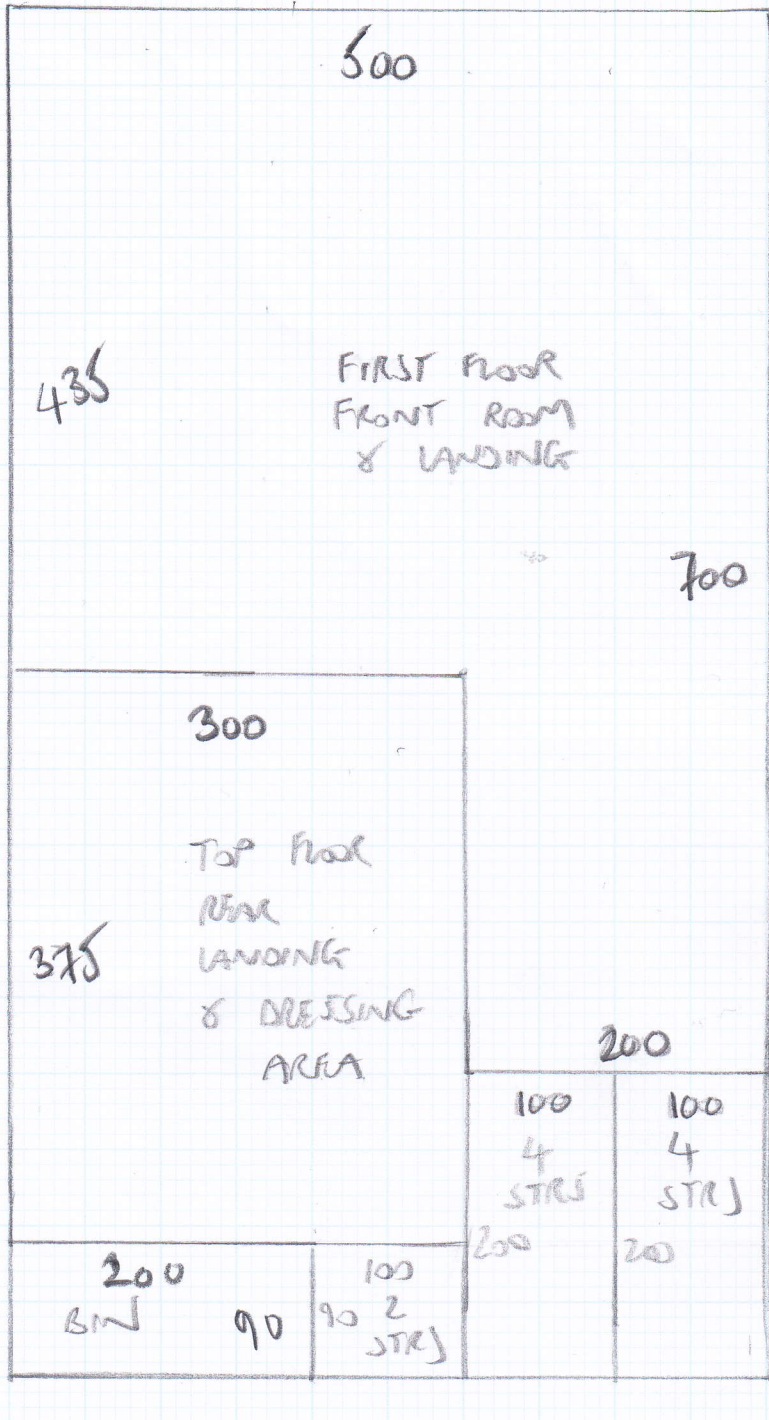 500
435
FIRST FLOOR
FRONT ROOM
& LANDING
700
300
TOP FLOOR
REAR
LANDING
& DRESSING
AREA
375
200
100
4
STRS
200
100
4
STRS
200
200
BIN
90
100
90 2
STRS